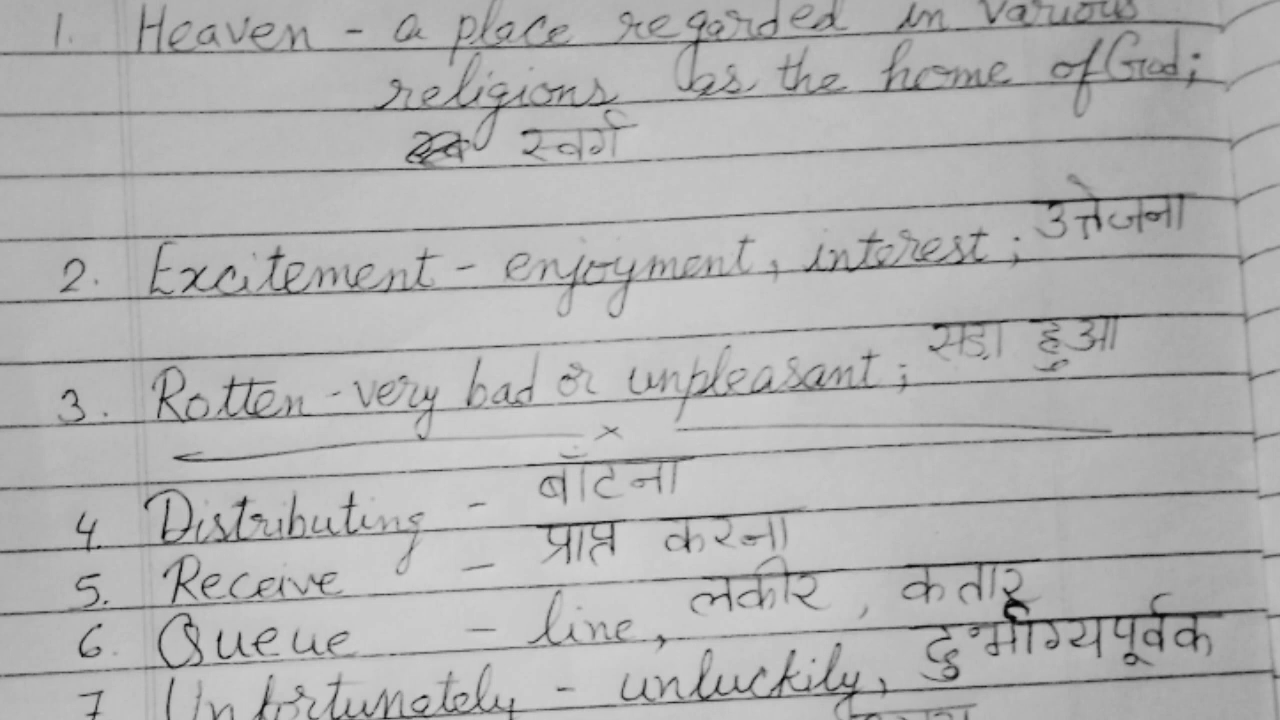 1. Heaven - a place regarded in various
religions as the home of God;
स्वर्ग
2. Excitement - enjoyment, interest; उत्तेजना
3. Rotten - very bad or unpleasant; सड़ा हुआ
x
4. Distributing - बाँटना
5. Receive - प्राप्त करना
6. Queue - line, लकीर, कतार
7 Unfortunately - unluckily, दुर्भाग्यपूर्वक